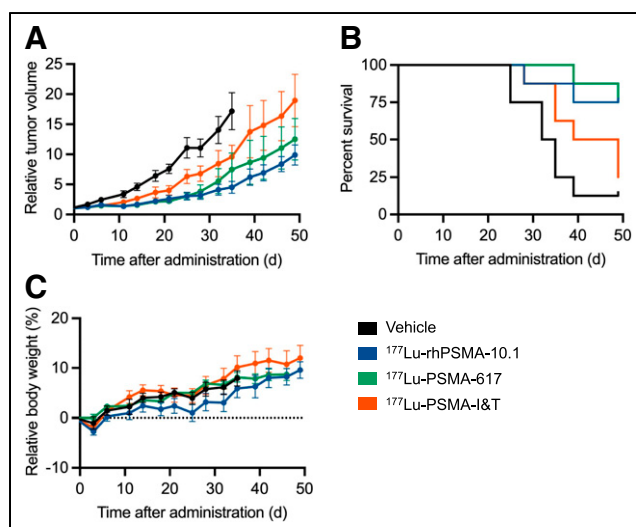 A
Relative tumor volume
25
20
15
10
5
0
0 10 20 30 40 50
Time after administration (d)
B
Percent survival
100
75
50
25
0
0 10 20 30 40 50
Time after administration (d)
C
Relative body weight (%)
20
10
0
-10
0 10 20 30 40 50
Time after administration (d)
Vehicle
¹⁷⁷Lu-rhPSMA-10.1
¹⁷⁷Lu-PSMA-617
¹⁷⁷Lu-PSMA-I&T